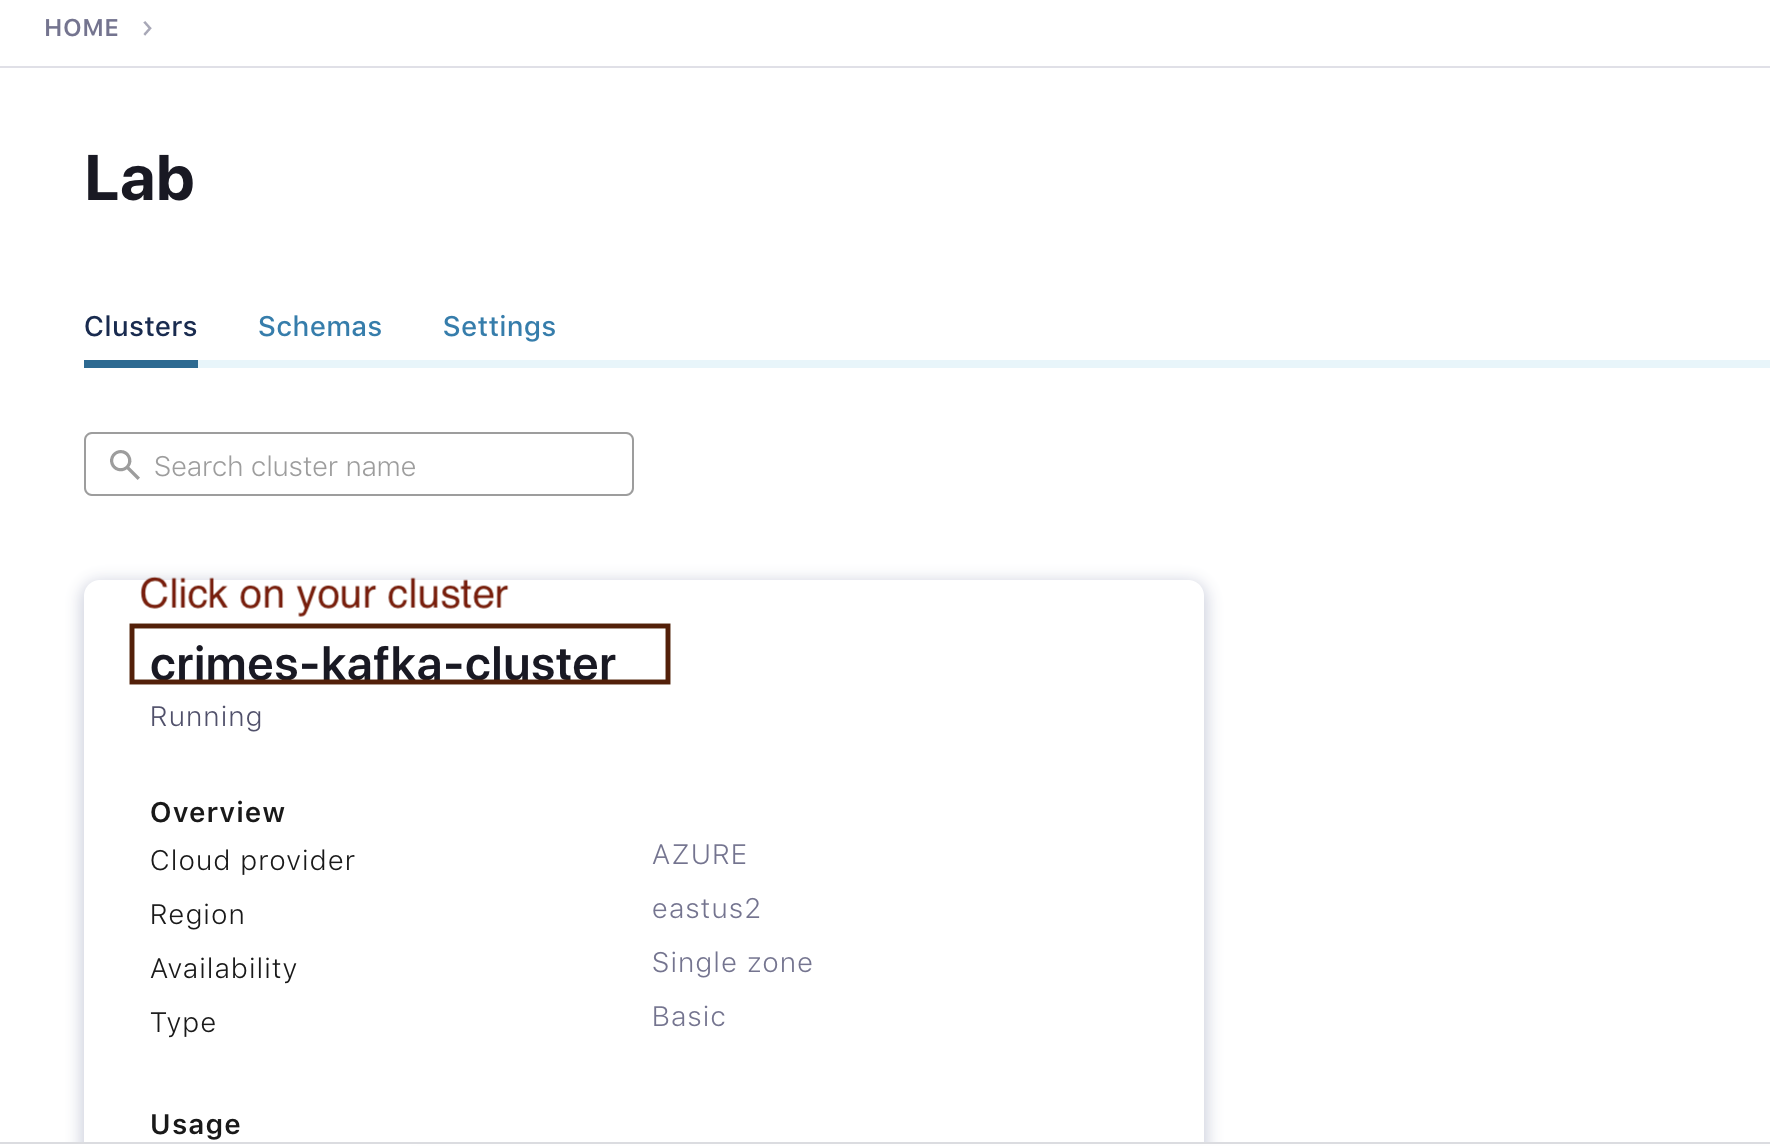 HOME
Lab
Clusters Schemas Settings
Search cluster name
Click on your cluster
crimes-kafka-cluster
Running
Overview
Cloud provider AZURE
Region eastus2
Availability Single zone
Type Basic
Usage